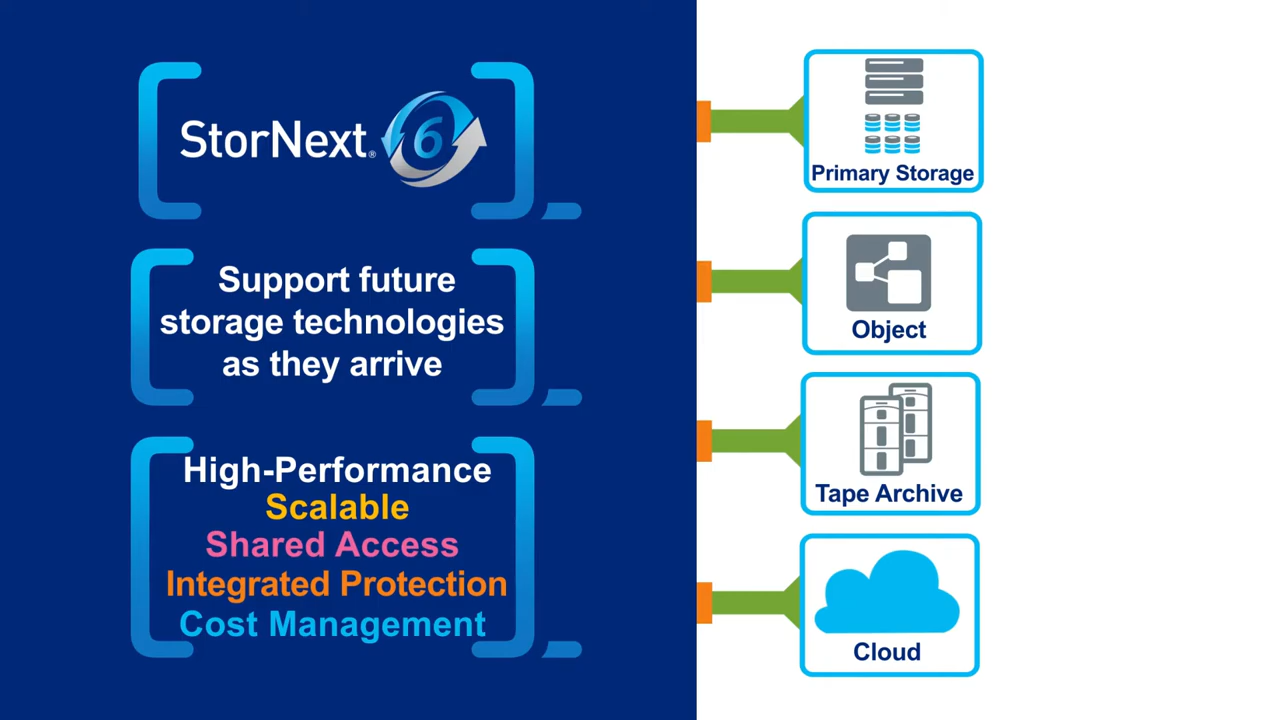 StorNext® 6
Support future
storage technologies
as they arrive
High-Performance
Scalable
Shared Access
Integrated Protection
Cost Management
Primary Storage
Object
Tape Archive
Cloud